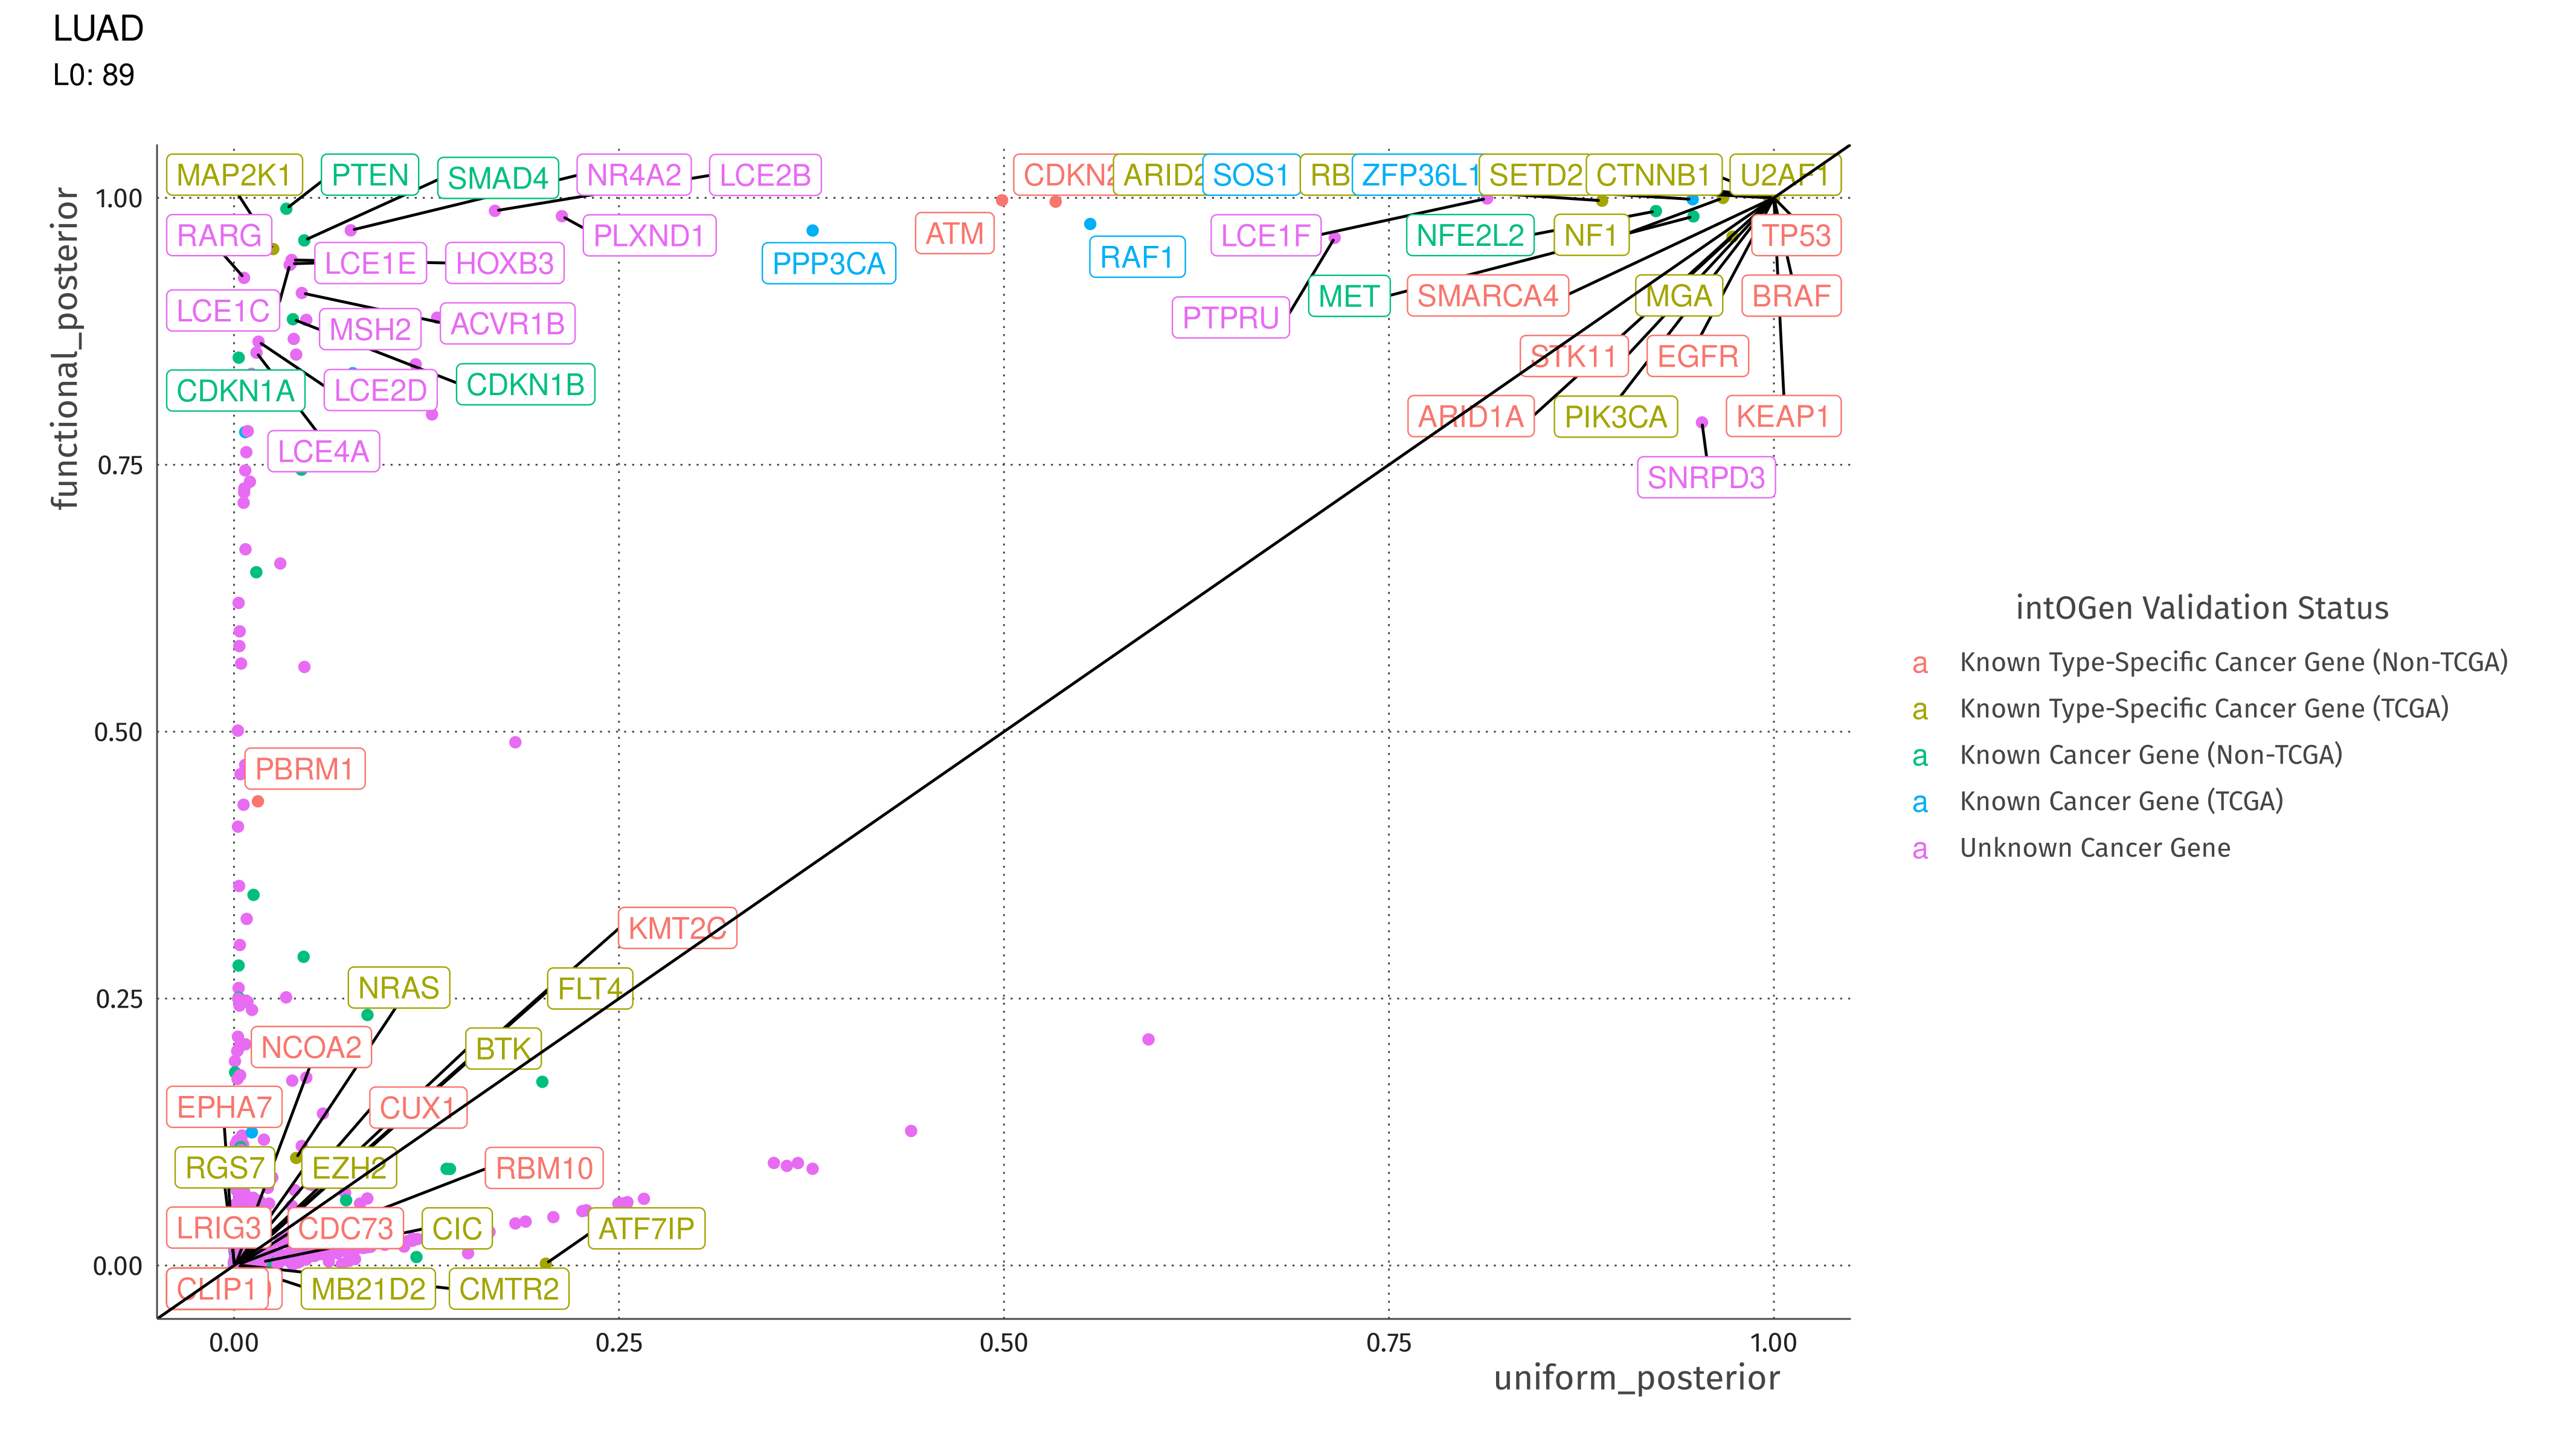 LUAD
L0: 89
functional_posterior
1.00
0.75
0.50
0.25
0.00
MAP2K1
PTEN
SMAD4
NR4A2
LCE2B
CDKN2
ARID2
SOS1
RB
ZFP36L1
SETD2
CTNNB1
U2AF1
RARG
PLXND1
ATM
LCE1F
NFE2L2
NF1
TP53
LCE1E
HOXB3
PPP3CA
RAF1
LCE1C
MSH2
ACVR1B
PTPRU
MET
SMARCA4
MGA
BRAF
STK11
EGFR
CDKN1A
LCE2D
CDKN1B
ARID1A
PIK3CA
KEAP1
LCE4A
SNRPD3
PBRM1
KMT2C
NRAS
FLT4
NCOA2
BTK
EPHA7
CUX1
RGS7
EZH2
RBM10
LRIG3
CDC73
CIC
ATF7IP
CLIP1
MB21D2
CMTR2
0.00
0.25
0.50
0.75
1.00
uniform_posterior
intOGen Validation Status
a Known Type-Specific Cancer Gene (Non-TCGA)
a Known Type-Specific Cancer Gene (TCGA)
a Known Cancer Gene (Non-TCGA)
a Known Cancer Gene (TCGA)
a Unknown Cancer Gene